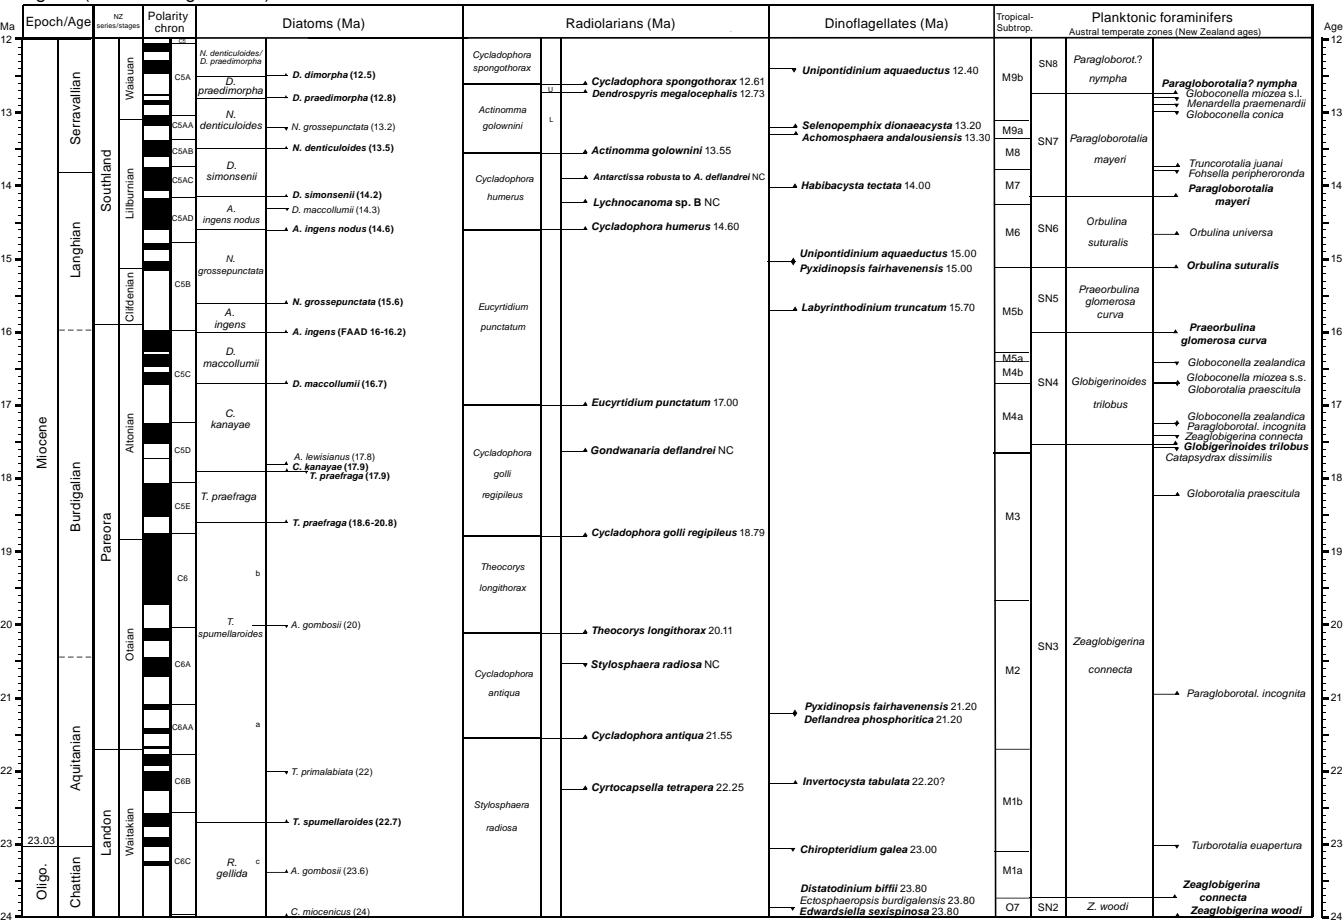 Ma
Epoch/Age
NZ
series/stages
Polarity
chron
Diatoms (Ma)
Radiolarians (Ma)
Dinoflagellates (Ma)
Tropical-
Subtrop.
Planktonic foraminifers
Austral temperate zones (New Zealand ages)
Age
12
13
14
15
16
17
18
19
20
21
22
23
24
Miocene
23.03
Oligo.
Serravallian
Langhian
Burdigalian
Aquitanian
Chattian
Southland
Pareora
Landon
Waiauan
Lillburnian
Clifdenian
Altonian
Otaian
Waitakian
C5
C5A
C5AA
C5AB
C5AC
C5AD
C5B
C5C
C5D
C5E
C6
C6A
C6AA
C6B
C6C
N. denticuloides/
D. praedimorpha
D.
praedimorpha
N.
denticuloides
D.
simonsenii
A.
ingens nodus
N.
grossepunctata
A.
ingens
D.
maccollumii
C.
kanayae
T. praefraga
b
T.
spumellaroides
a
R.
gellida
c
D. dimorpha (12.5)
D. praedimorpha (12.8)
N. grossepunctata (13.2)
N. denticuloides (13.5)
D. simonsenii (14.2)
D. maccollumii (14.3)
A. ingens nodus (14.6)
N. grossepunctata (15.6)
A. ingens (FAAD 16-16.2)
D. maccollumii (16.7)
A. lewisianus (17.8)
C. kanayae (17.9)
T. praefraga (17.9)
T. praefraga (18.6-20.8)
A. gombosii (20)
T. primalabiata (22)
T. spumellaroides (22.7)
A. gombosii (23.6)
C. miocenicus (24)
Cycladophora
spongothorax
Actinomma
golownini
Cycladophora
humerus
Eucyrtidium
punctatum
Cycladophora
golli
regipileus
Theocorys
longithorax
Cycladophora
antiqua
Stylosphaera
radiosa
U
L
Cycladophora spongothorax 12.61
Dendrospyris megalocephalis 12.73
Actinomma golownini 13.55
Antarctissa robusta to A. deflandrei NC
Lychnocanoma sp. B NC
Cycladophora humerus 14.60
Eucyrtidium punctatum 17.00
Gondwanaria deflandrei NC
Cycladophora golli regipileus 18.79
Theocorys longithorax 20.11
Stylosphaera radiosa NC
Cycladophora antiqua 21.55
Cyrtocapsella tetrapera 22.25
Unipontidinium aquaeductus 12.40
Selenopemphix dionaeacysta 13.20
Achomosphaera andalousiensis 13.30
Habibacysta tectata 14.00
Unipontidinium aquaeductus 15.00
Pyxidinopsis fairhavenensis 15.00
Labyrinthodinium truncatum 15.70
Pyxidinopsis fairhavenensis 21.20
Deflandrea phosphoritica 21.20
Invertocysta tabulata 22.20?
Chiropteridium galea 23.00
Distatodinium biffii 23.80
Ectosphaeropsis burdigalensis 23.80
Edwardsiella sexispinosa 23.80
M9b
M9a
M8
M7
M6
M5b
M5a
M4b
M4a
M3
M2
M1b
M1a
O7
SN8
SN7
SN6
SN5
SN4
SN3
SN2
Paragloborot.?
nympha
Paragloborotalia
mayeri
Orbulina
suturalis
Praeorbulina
glomerosa
curva
Globigerinoides
trilobus
Zeaglobigerina
connecta
Z. woodi
Paragloborotalia? nympha
Globoconella miozea s.l.
Menardella praemenardii
Globoconella conica
Truncorotalia juanai
Fohsella peripheroronda
Paragloborotalia
mayeri
Orbulina universa
Orbulina suturalis
Praeorbulina
glomerosa curva
Globoconella zealandica
Globoconella miozea s.s.
Globorotalia praescitula
Globoconella zealandica
Paragloborotal. incognita
Zeaglobigerina connecta
Globigerinoides trilobus
Catapsydrax dissimilis
Globorotalia praescitula
Paragloborotal. incognita
Turborotalia euapertura
Zeaglobigerina
connecta
Zeaglobigerina woodi
12
13
14
15
16
17
18
19
20
21
22
23
24